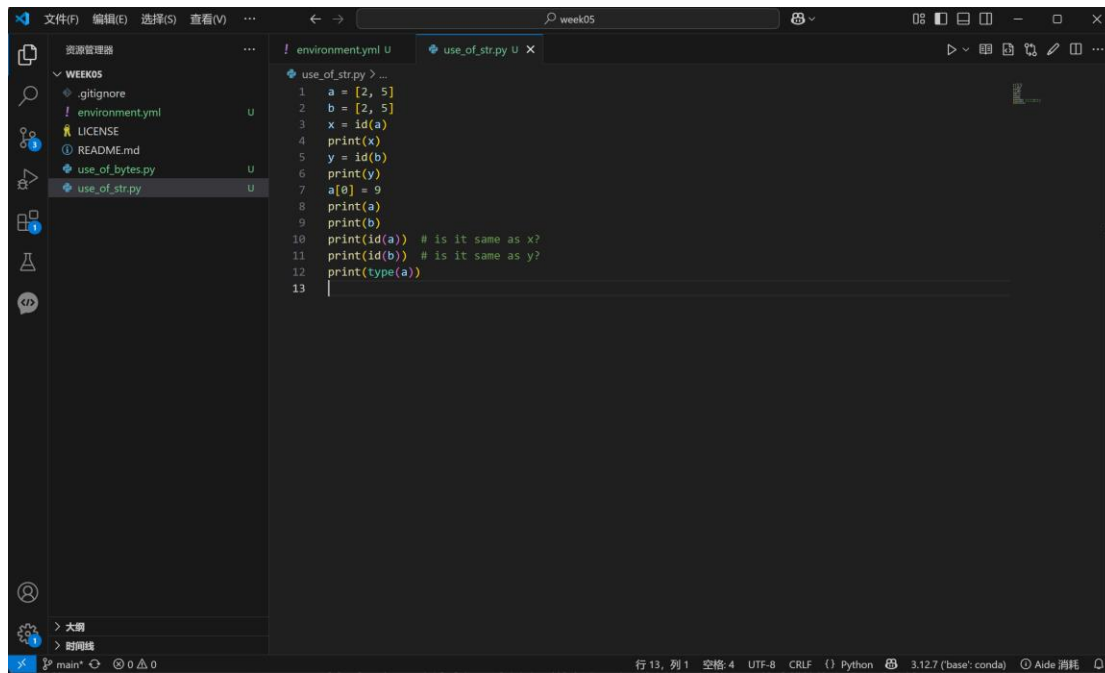 文件(F) 编辑(E) 选择(S) 查看(V) ··· ← → week05
资源管理器 ···
WEEK05
.gitignore
! environment.yml U
LICENSE
README.md
use_of_bytes.py U
use_of_str.py U
大纲
时间线
! environment.yml U use_of_str.py U ×
use_of_str.py > ...
1 a = [2, 5]
2 b = [2, 5]
3 x = id(a)
4 print(x)
5 y = id(b)
6 print(y)
7 a[0] = 9
8 print(a)
9 print(b)
10 print(id(a)) # is it same as x?
11 print(id(b)) # is it same as y?
12 print(type(a))
13
3
1
1
main* 0 0 行 13, 列 1 空格: 4 UTF-8 CRLF {} Python 3.12.7 ('base': conda) Aide 消耗